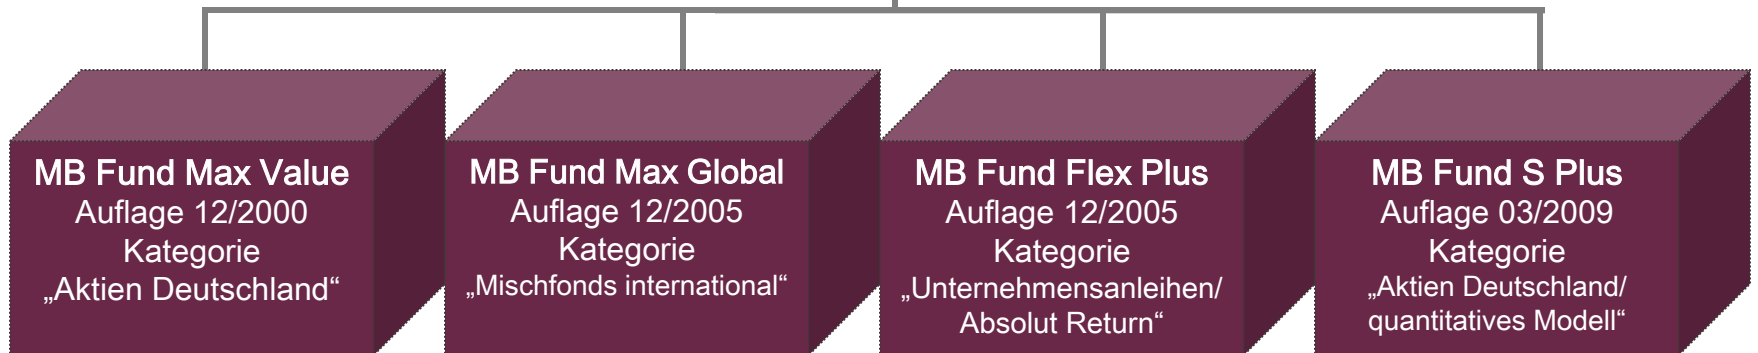 MB Fund Max Value
Auflage 12/2000
Kategorie
„Aktien Deutschland“
MB Fund Max Global
Auflage 12/2005
Kategorie
„Mischfonds international“
MB Fund Flex Plus
Auflage 12/2005
Kategorie
„Unternehmensanleihen/
Absolut Return“
MB Fund S Plus
Auflage 03/2009
Kategorie
„Aktien Deutschland/
quantitatives Modell“